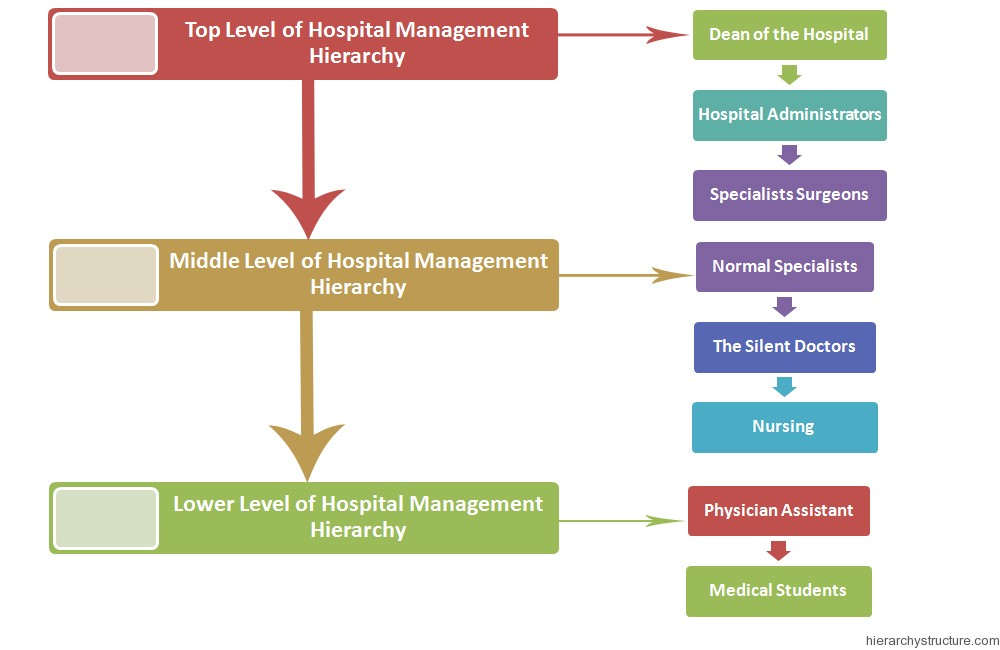 Top Level of Hospital Management
Hierarchy
Dean of the Hospital
Hospital Administrators
Specialists Surgeons
Middle Level of Hospital Management
Hierarchy
Normal Specialists
The Silent Doctors
Nursing
Lower Level of Hospital Management
Hierarchy
Physician Assistant
Medical Students
hierarchystructure.com